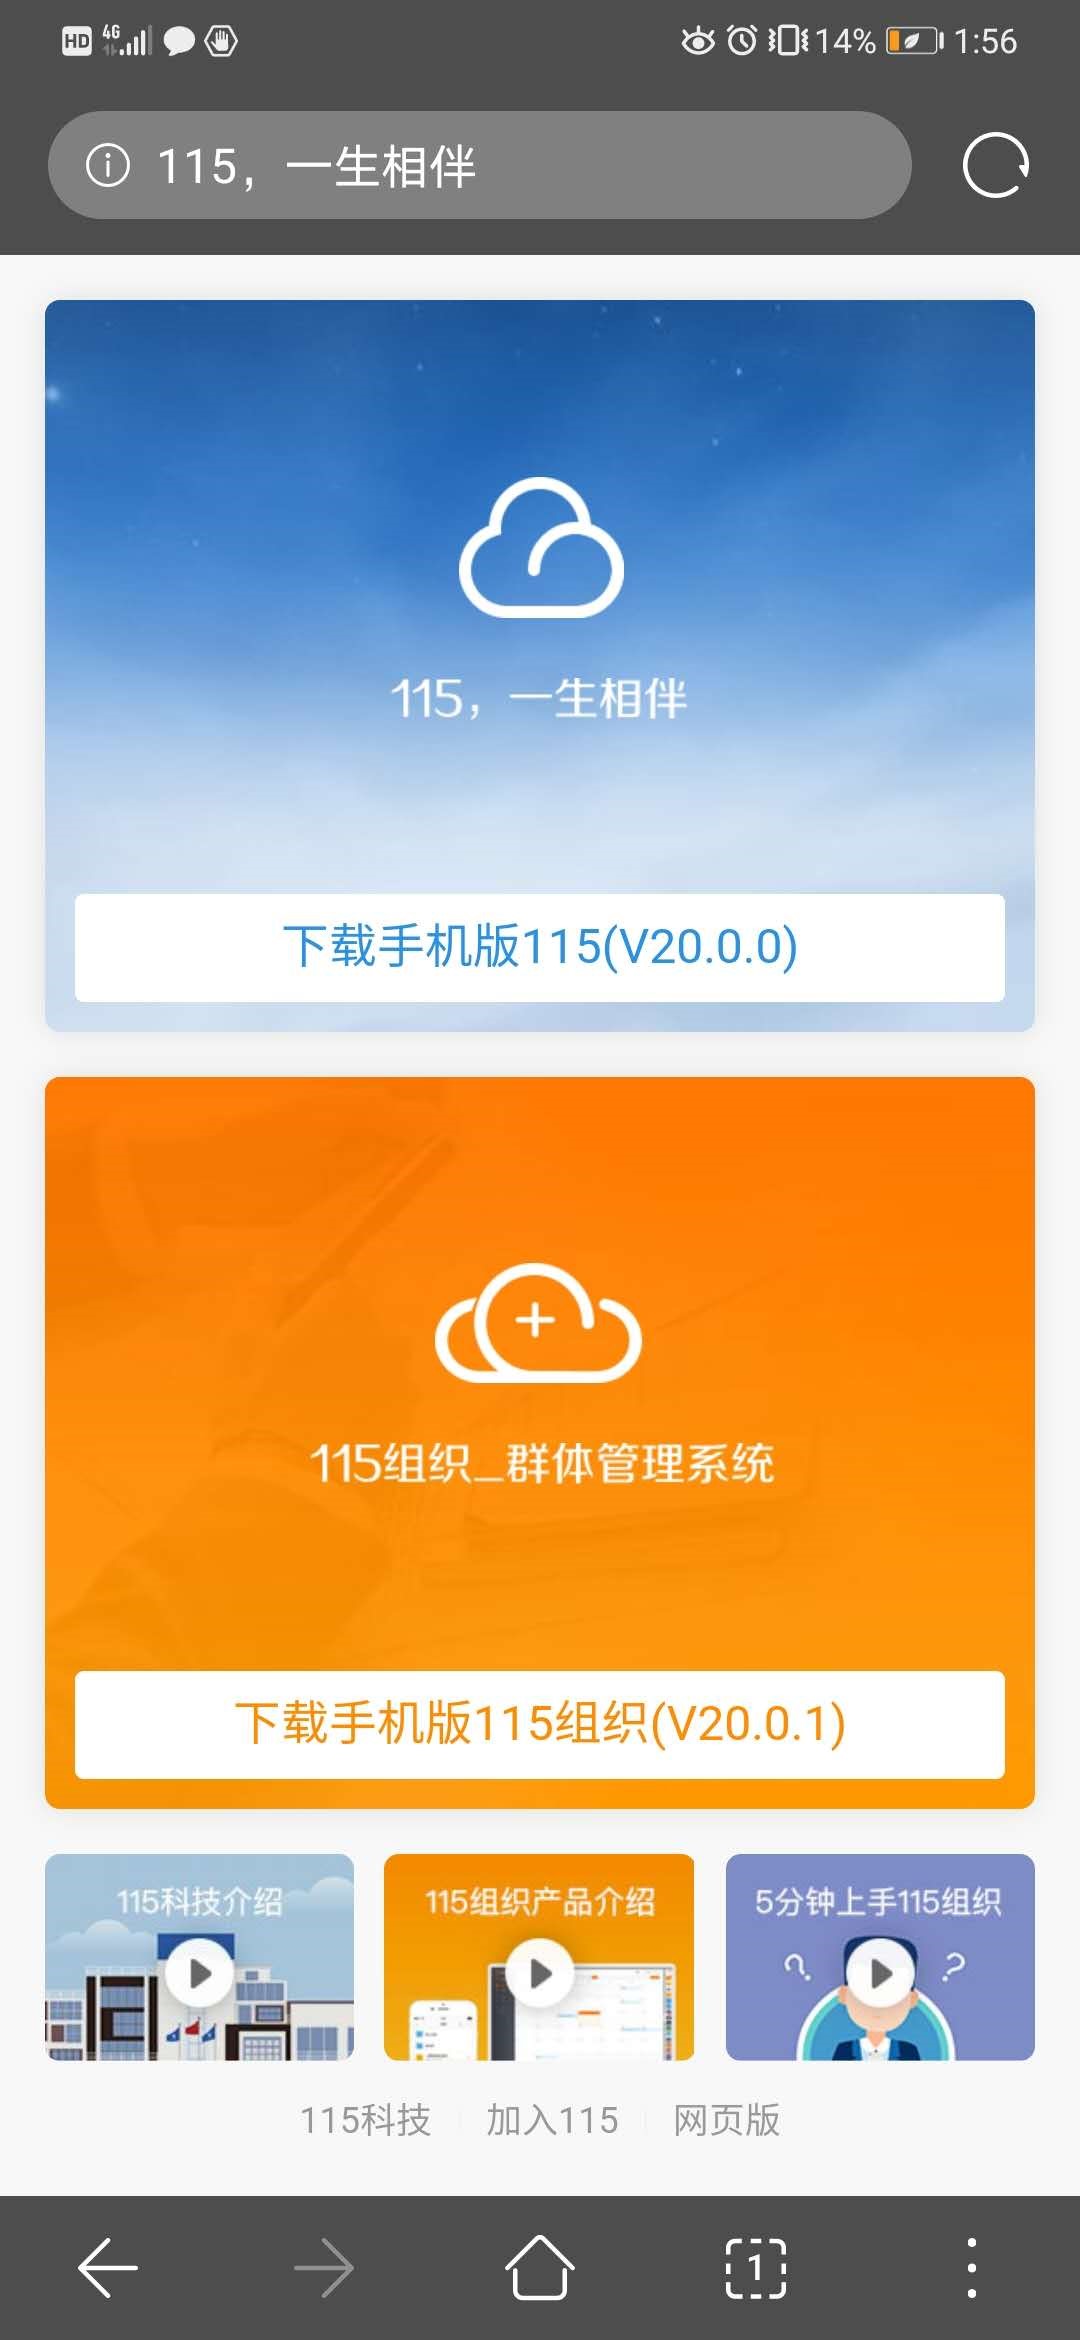 HD 4G 14% 1:56
115，一生相伴
115，一生相伴
下载手机版115(V20.0.0)
115组织_群体管理系统
下载手机版115组织(V20.0.1)
115科技介绍
115组织产品介绍
5分钟上手115组织
115科技 加入115 网页版
1